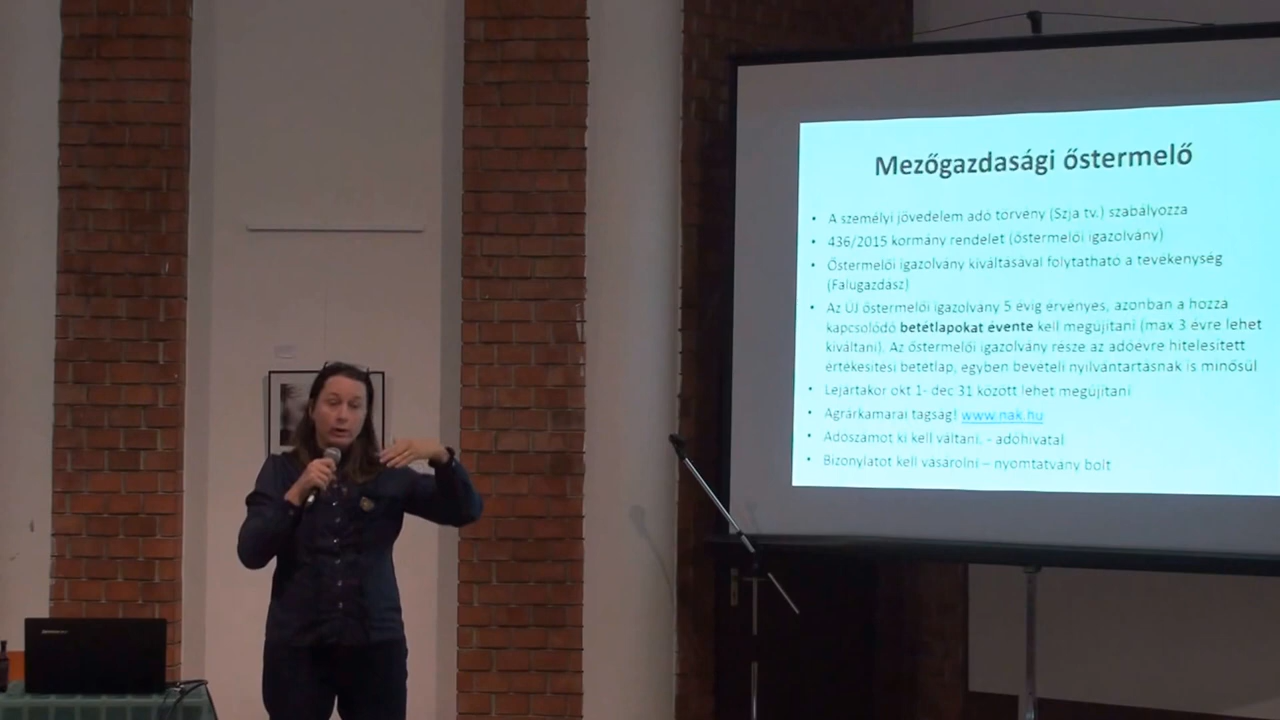 Mezőgazdasági őstermelő
• A személyi jövedelem adó törvény (Szja tv.) szabályozza
• 436/2015 kormány rendelet (őstermelői igazolvány)
• Őstermelői igazolvány kiváltásával folytatható a tevékenység
(Falugazdász)
• Az ÚJ őstermelői igazolvány 5 évig érvényes, azonban a hozzá
kapcsolódó betétlapokat évente kell megújítani (max 3 évre lehet
kiváltani). Az őstermelői igazolvány része az adóévre hitelesített
értékesítési betétlap, egyben bevételi nyilvántartásnak is minősül
• Lejártakor okt 1- dec 31 között lehet megújítani
• Agrárkamarai tagság! www.nak.hu
• Adószámot ki kell váltani. - adóhivatal
• Bizonylatot kell vásárolni – nyomtatvány bolt